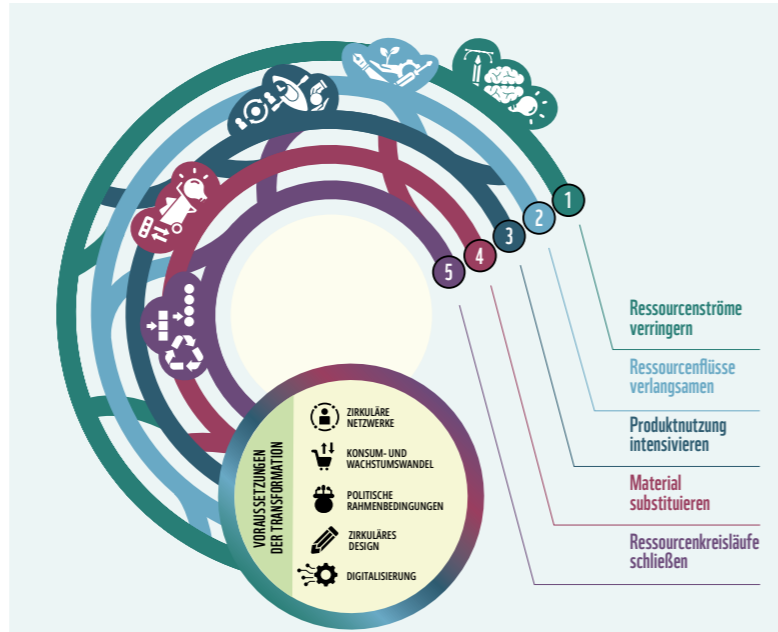 1
2
3
4
5
Ressourcenströme
verringern
Ressourcenflüsse
verlangsamen
Produktnutzung
intensivieren
Material
substituieren
Ressourcenkreisläufe
schließen
VORAUSSETZUNGEN
DER TRANSFORMATION
ZIRKULÄRE
NETZWERKE
KONSUM- UND
WACHSTUMSWANDEL
POLITISCHE
RAHMENBEDINGUNGEN
ZIRKULÄRES
DESIGN
DIGITALISIERUNG